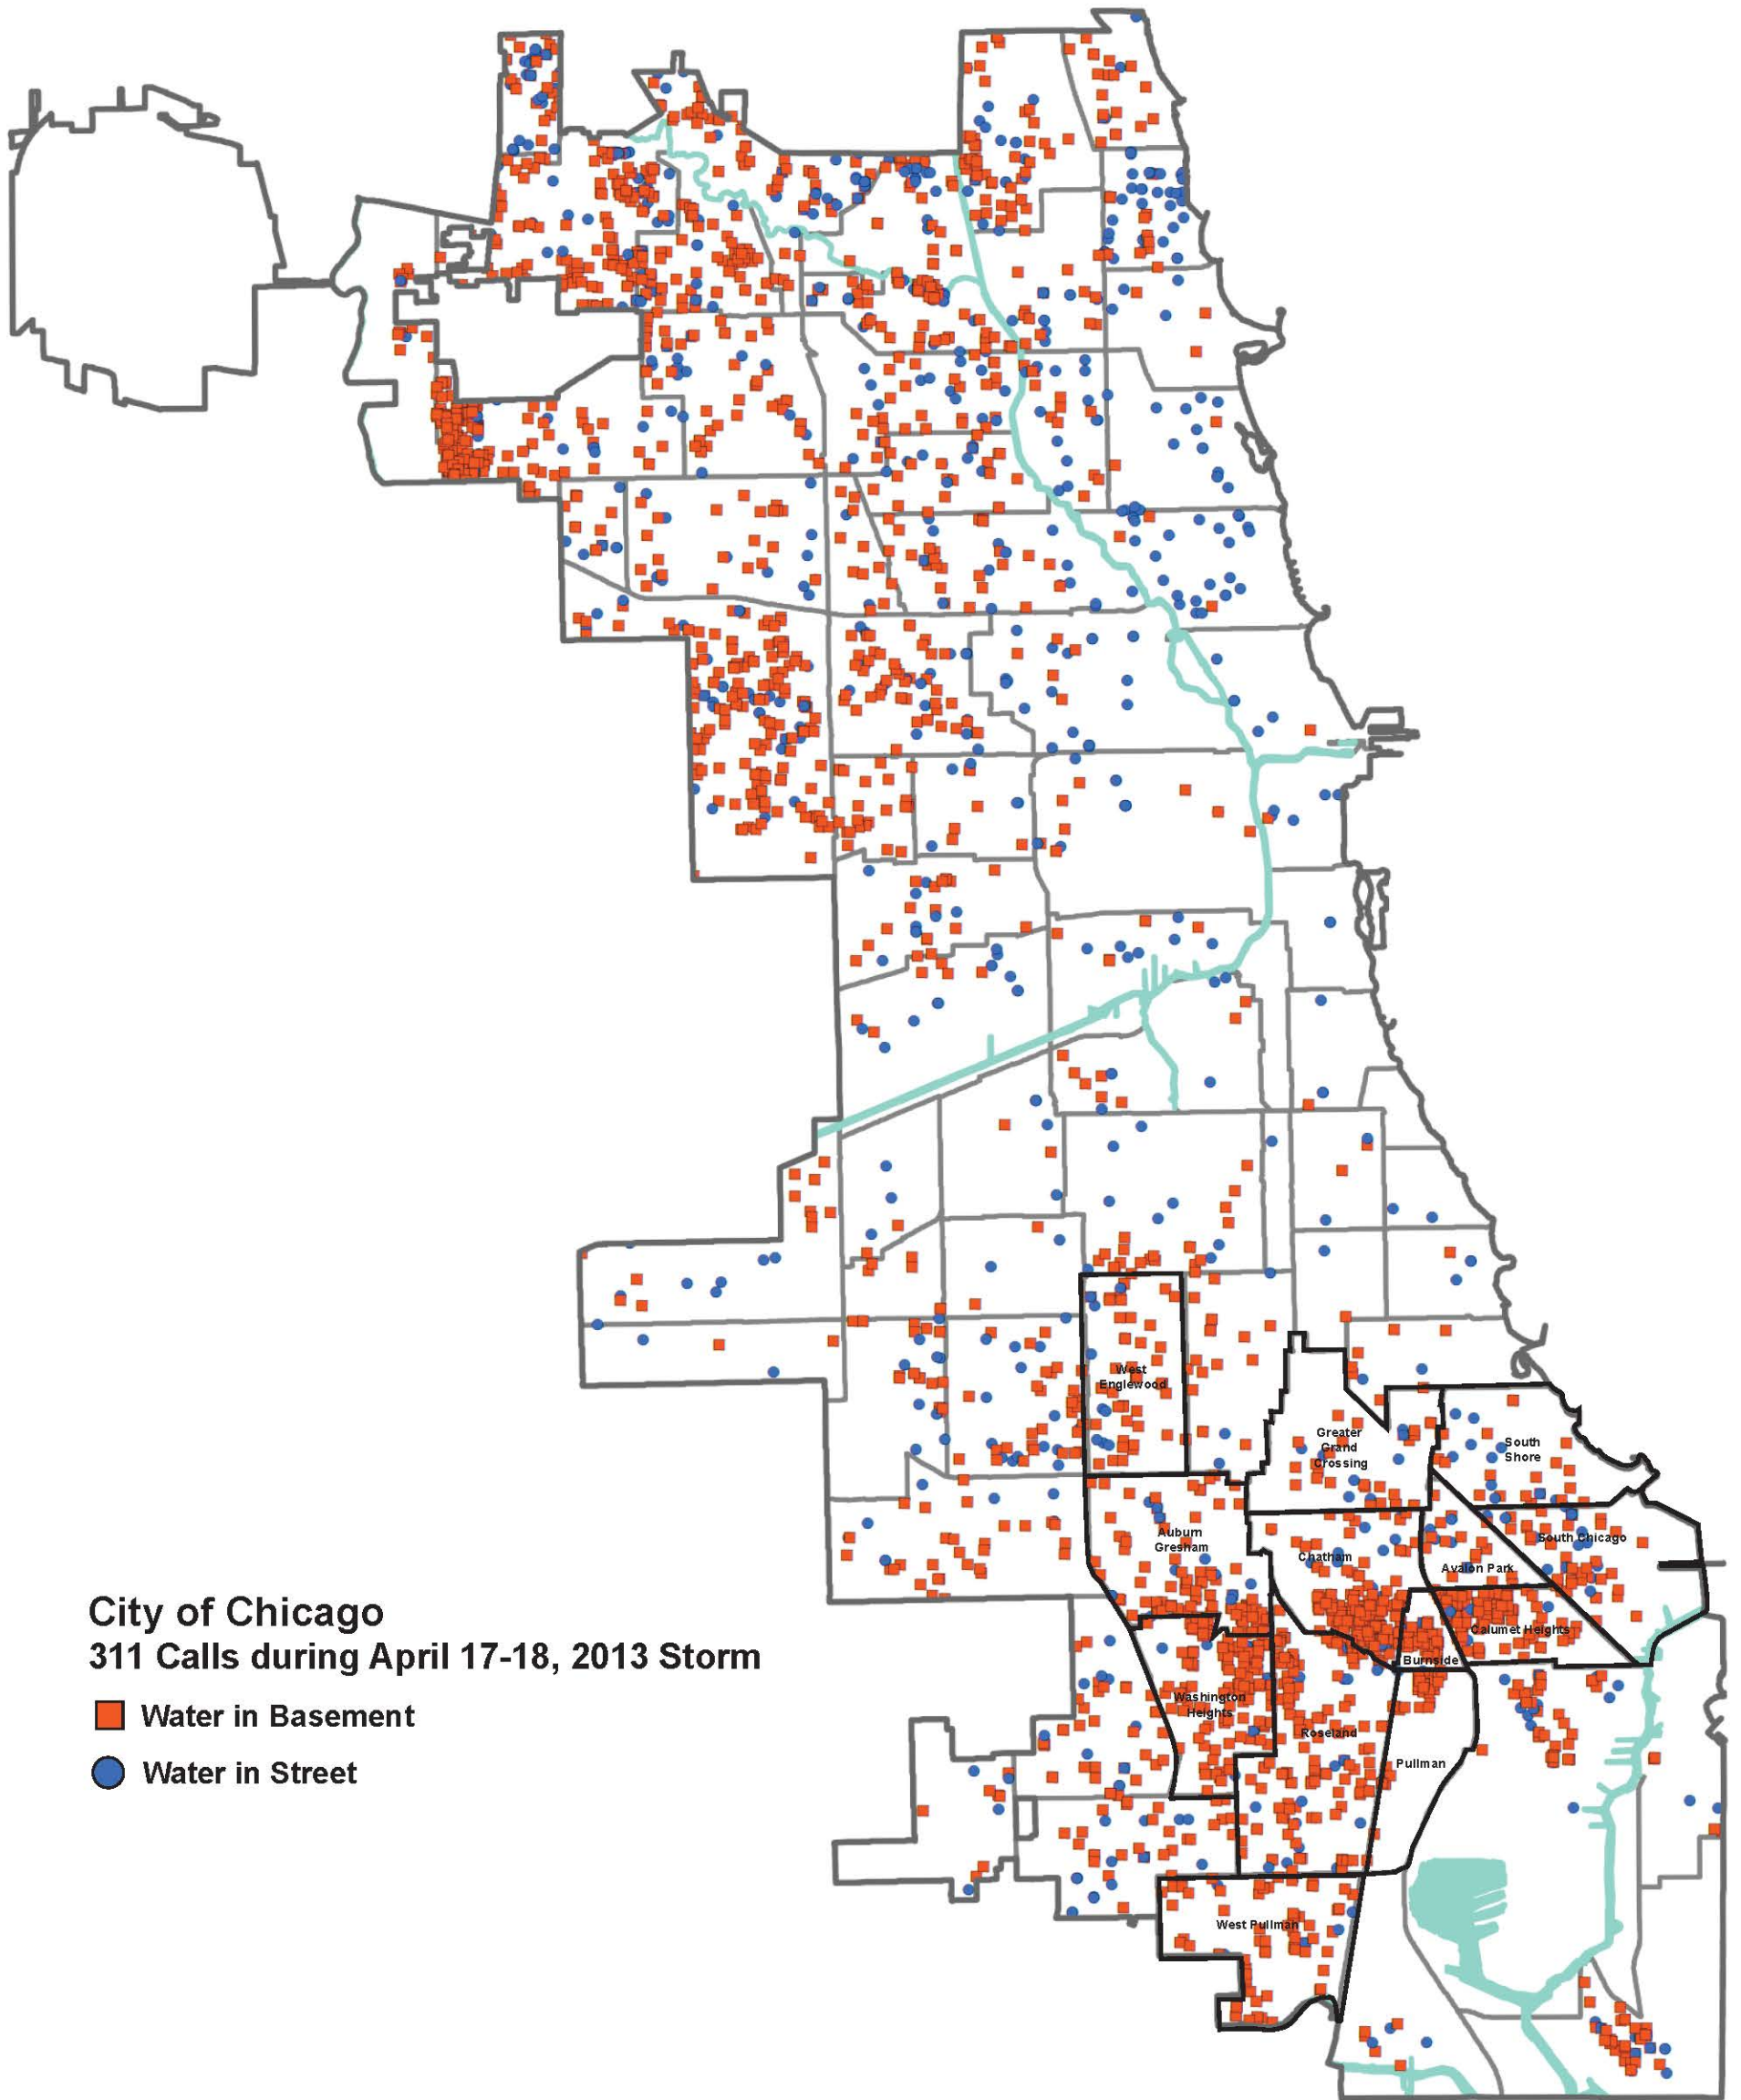 West
Englewood
Greater
Grand
Crossing
South
Shore
Auburn
Gresham
Chatham
South Chicago
Avalon Park
City of Chicago
311 Calls during April 17-18, 2013 Storm
Calumet Heights
Burnside
Water in Basement
Washington
Heights
Roseland
Water in Street
Pullman
West Pullman